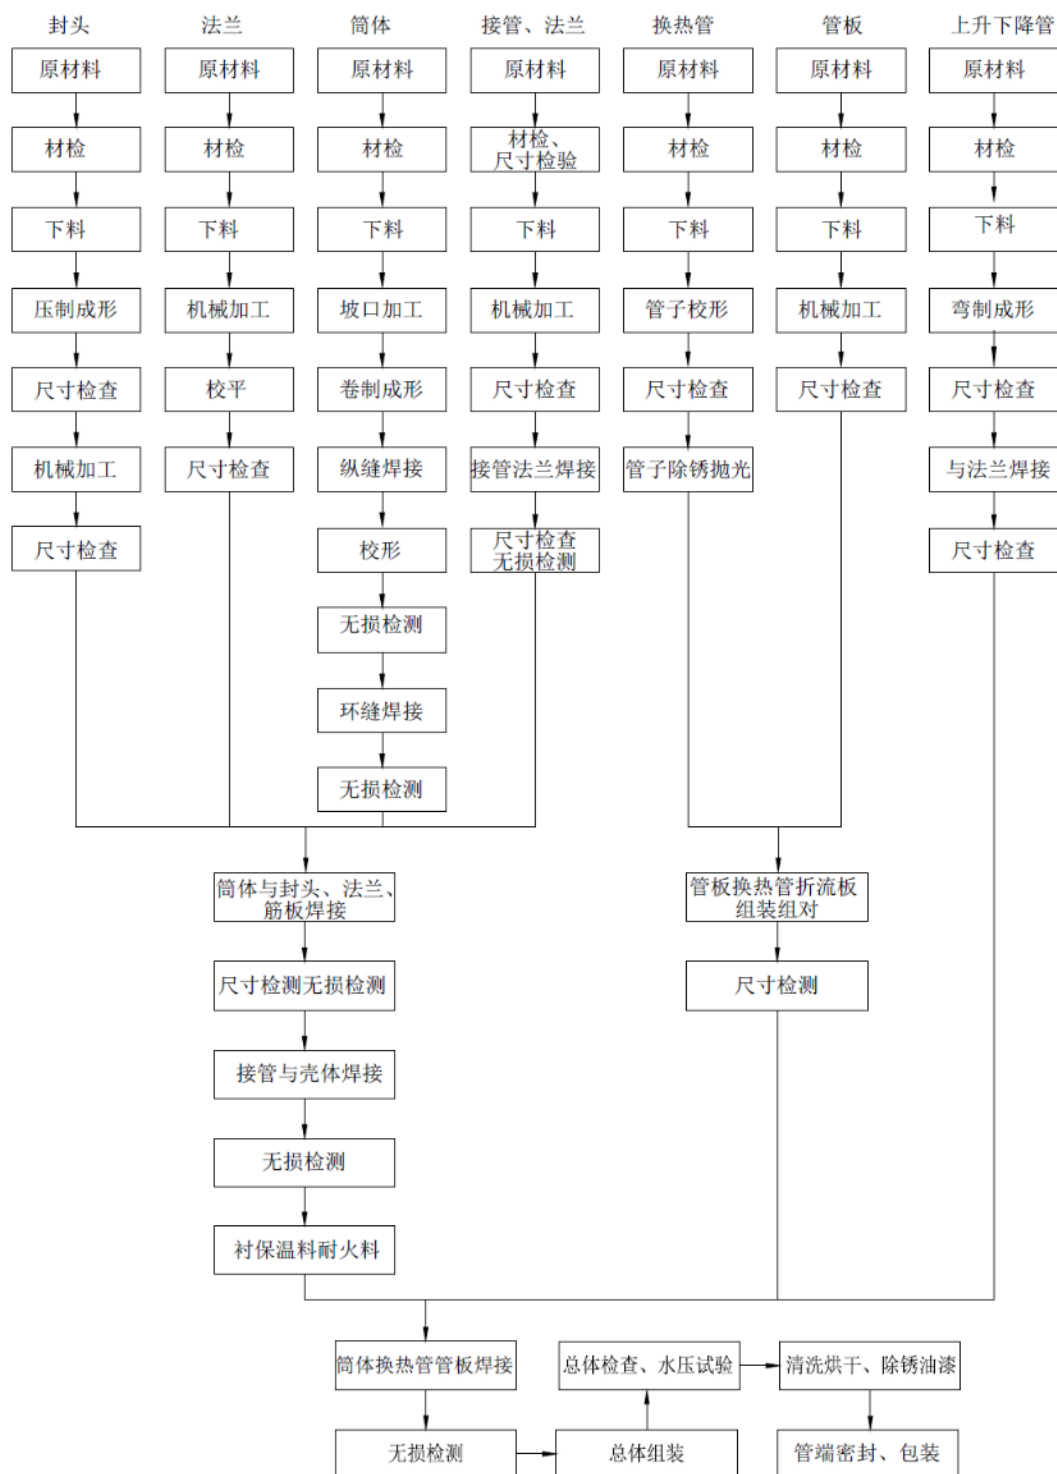 封头 法兰 筒体 接管、法兰 换热管 管板 上升下降管
原材料 原材料 原材料 原材料 原材料 原材料 原材料
材检 材检 材检 材检、 材检 材检 材检
尺寸检验
下料 下料 下料 下料 下料 下料 下料
压制成形 机械加工 坡口加工 机械加工 管子校形 机械加工 弯制成形
尺寸检查 校平 卷制成形 尺寸检查 尺寸检查 尺寸检查 尺寸检查
机械加工 尺寸检查 纵缝焊接 接管法兰焊接 管子除锈抛光 与法兰焊接
尺寸检查 校形 尺寸检查 尺寸检查
无损检测
无损检测
环缝焊接
无损检测
筒体与封头、法兰、 管板换热管折流板
筋板焊接 组装组对
尺寸检测无损检测 尺寸检测
接管与壳体焊接
无损检测
衬保温料耐火料
筒体换热管管板焊接 总体检查、水压试验 清洗烘干、除锈油漆
无损检测 总体组装 管端密封、包装